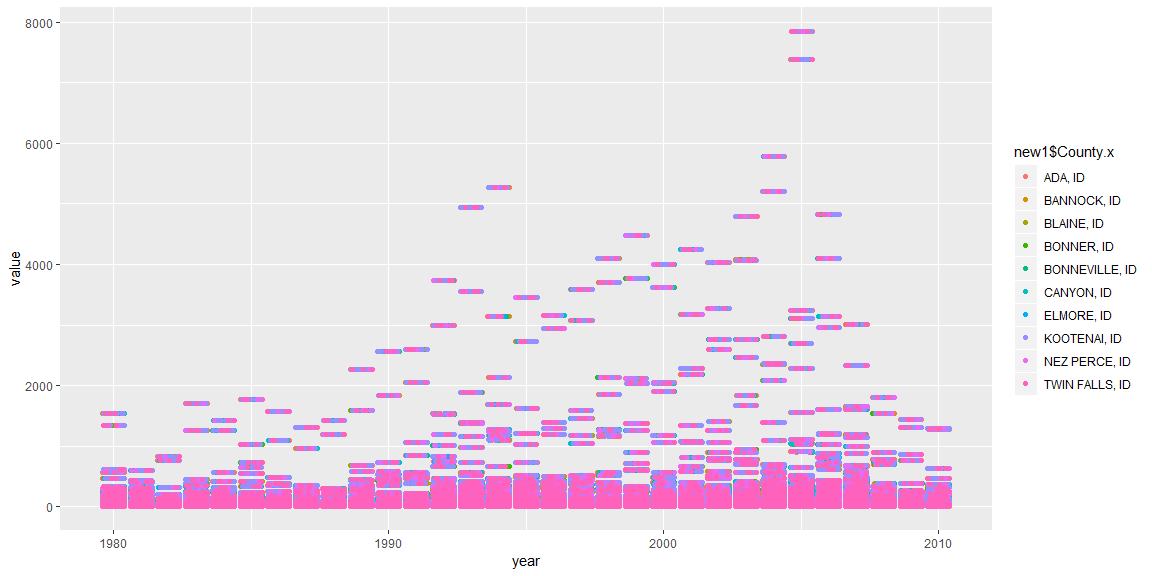 8000
6000
4000
2000
0
value
1980
1990
2000
2010
year
new1$County.x
ADA, ID
BANNOCK, ID
BLAINE, ID
BONNER, ID
BONNEVILLE, ID
CANYON, ID
ELMORE, ID
KOOTENAI, ID
NEZ PERCE, ID
TWIN FALLS, ID